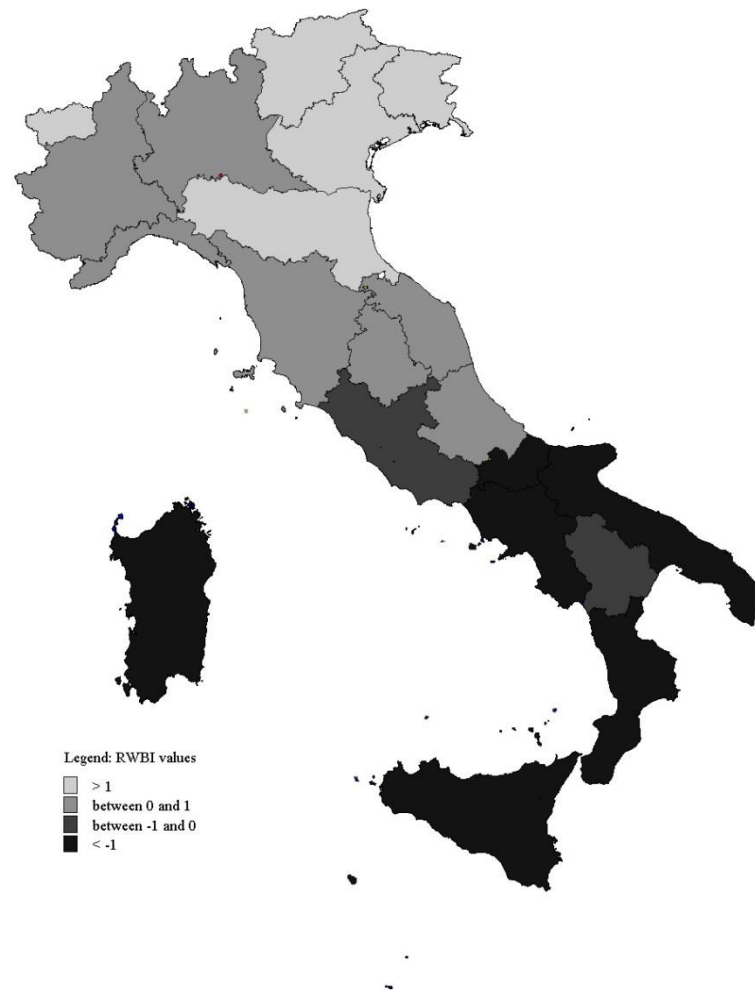 Legend: RWBI values
> 1
between 0 and 1
between -1 and 0
< -1